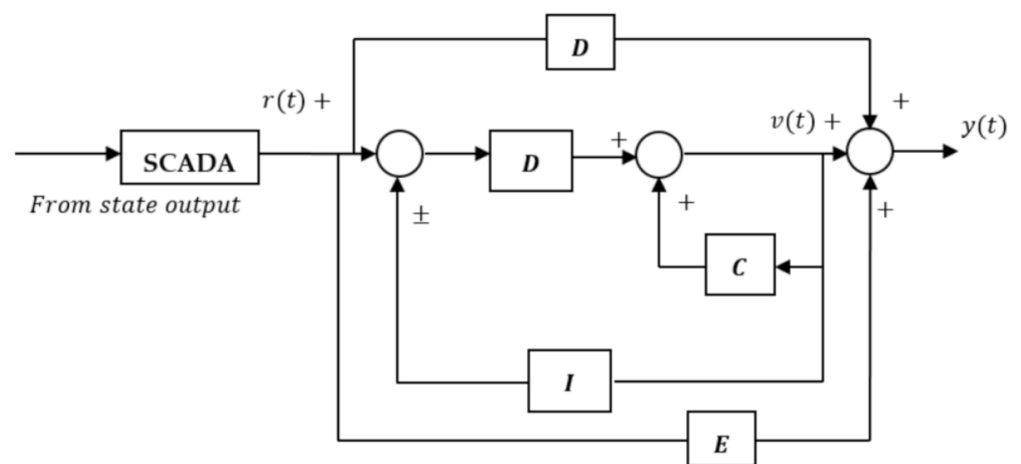 D
r(t) +
+
v(t) +
y(t)
SCADA
D
+
From state output
±
+
+
C
I
E